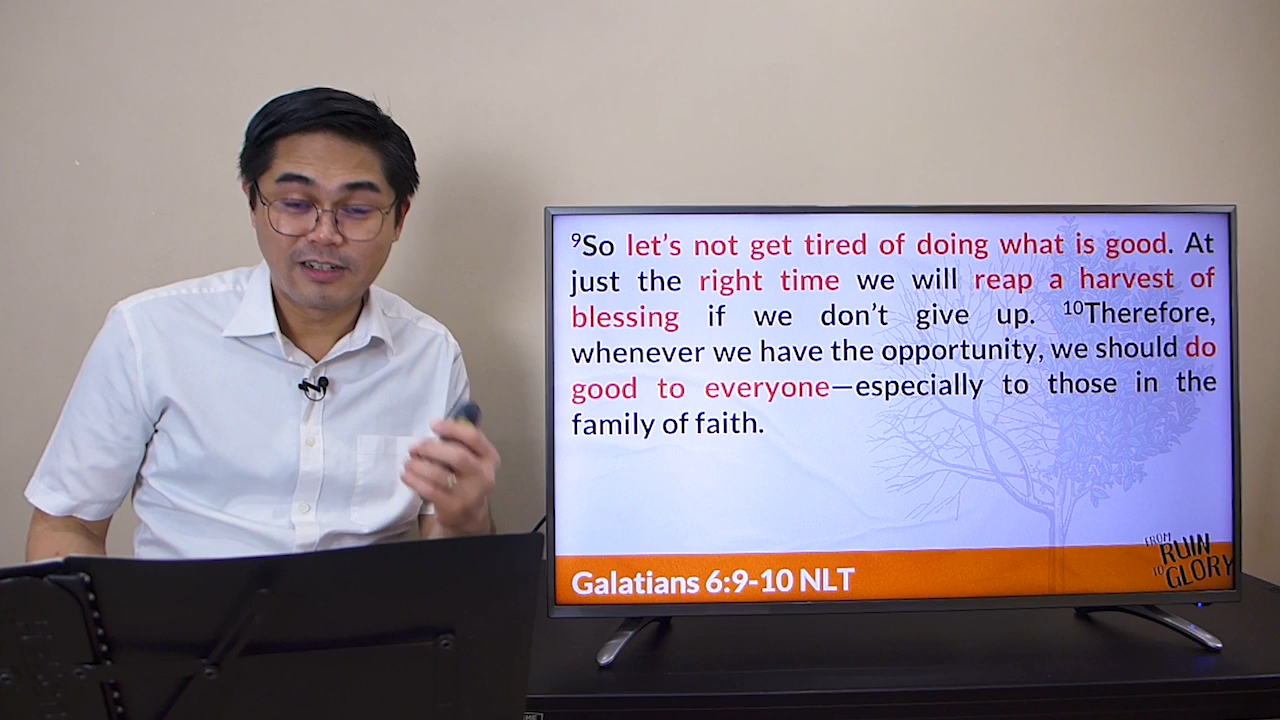 ⁹So let's not get tired of doing what is good. At
just the right time we will reap a harvest of
blessing if we don't give up. ¹⁰Therefore,
whenever we have the opportunity, we should do
good to everyone—especially to those in the
family of faith.
Galatians 6:9-10 NLT
FROM
RUIN
TO
GLORY